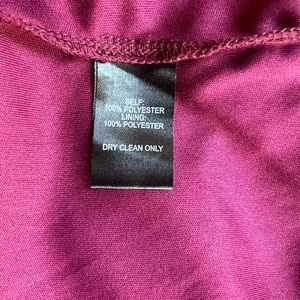 SELF:
100% POLYESTER
LINING:
100% POLYESTER
DRY CLEAN ONLY